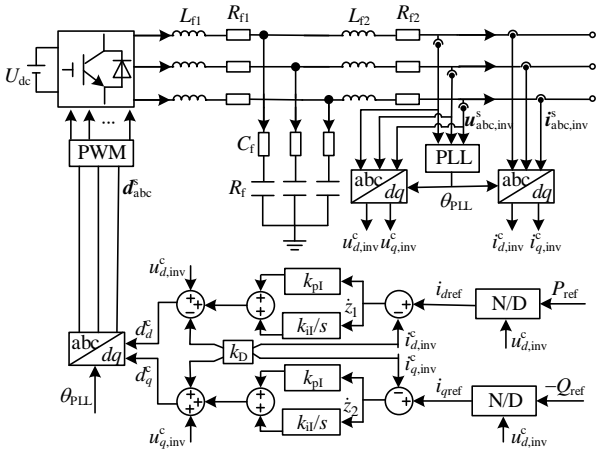 L_f1 R_f1 L_f2 R_f2
U_dc
...
u^s_abc,inv i^s_abc,inv
PWM
C_f
PLL
d^s_abc
abc dq
abc dq
R_f
θ_PLL
u^c_d,inv u^c_q,inv i^c_d,inv i^c_q,inv
u^c_d,inv
k_pI
i_dref N/D P_ref
+ − + + + −
ż_1
k_iI/s
d^c_d
i^c_d,inv
u^c_d,inv
abc dq
k_D
i^c_q,inv
d^c_q
k_pI
θ_PLL
+ + + + + −
ż_2
i_qref N/D −Q_ref
k_iI/s
u^c_q,inv
u^c_d,inv